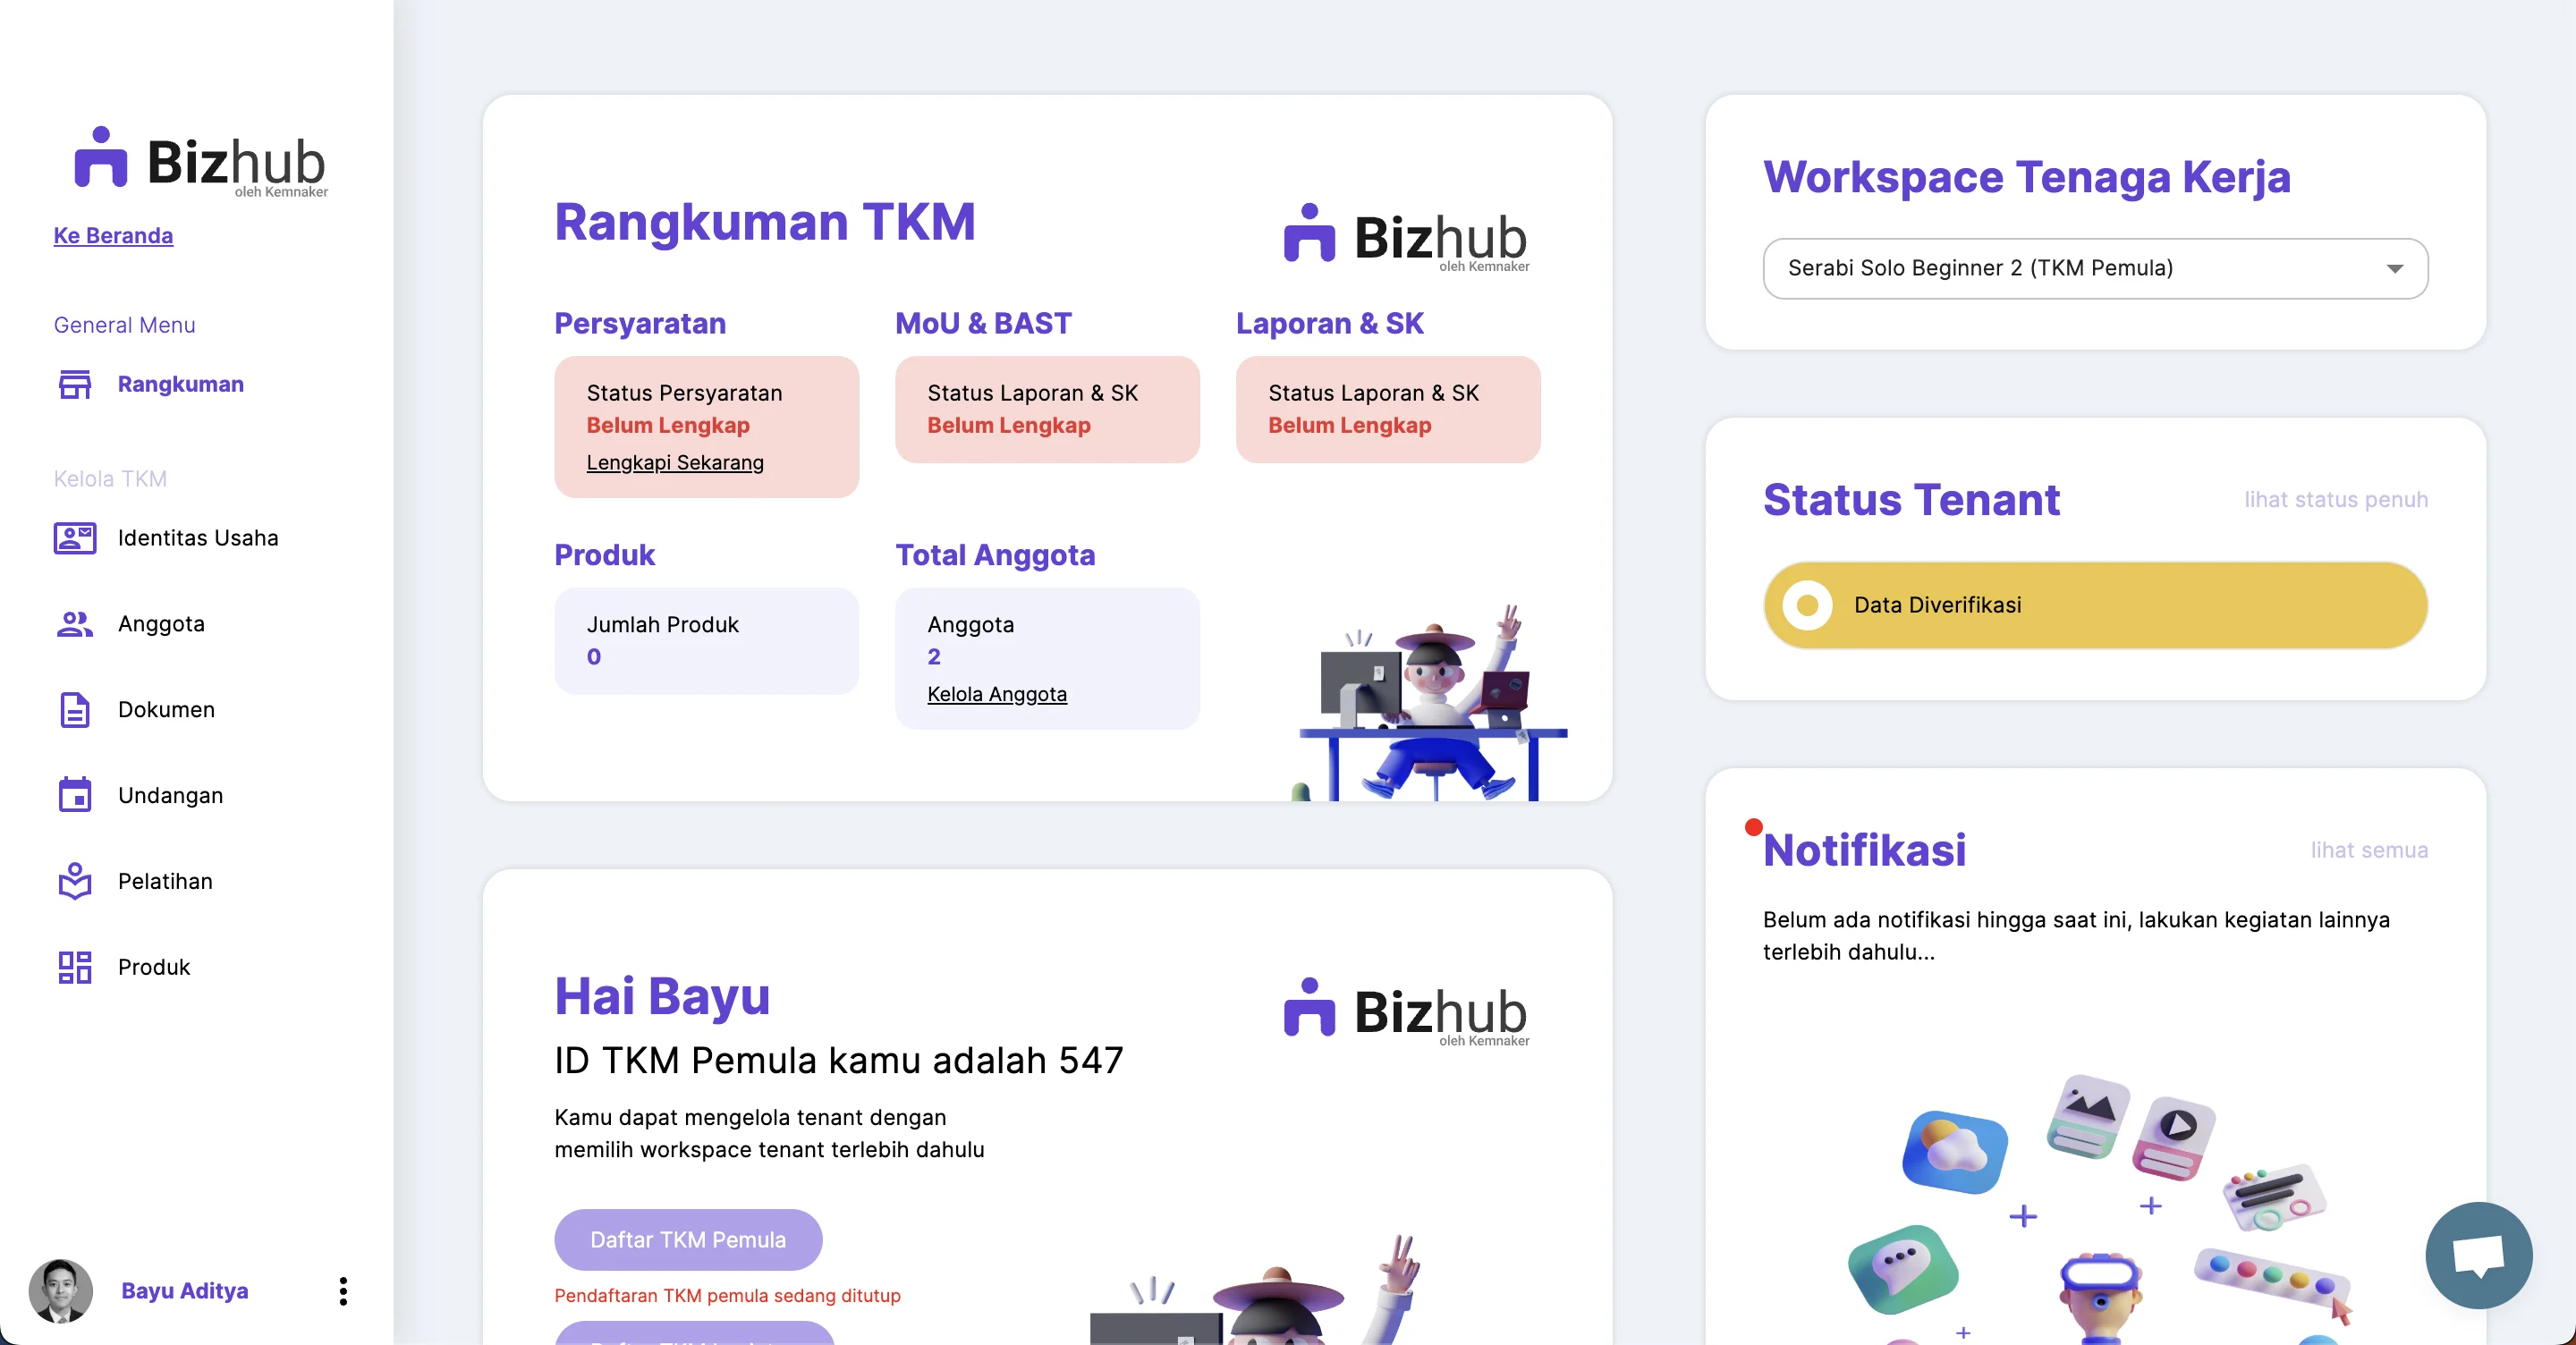 Bizhub
oleh Kemnaker
Ke Beranda
General Menu
Rangkuman
Kelola TKM
Identitas Usaha
Anggota
Dokumen
Undangan
Pelatihan
Produk
Bayu Aditya
Rangkuman TKM
Bizhub
oleh Kemnaker
Persyaratan
Status Persyaratan
Belum Lengkap
Lengkapi Sekarang
MoU & BAST
Status Laporan & SK
Belum Lengkap
Laporan & SK
Status Laporan & SK
Belum Lengkap
Produk
Jumlah Produk
0
Total Anggota
Anggota
2
Kelola Anggota
Hai Bayu
Bizhub
oleh Kemnaker
ID TKM Pemula kamu adalah 547
Kamu dapat mengelola tenant dengan
memilih workspace tenant terlebih dahulu
Daftar TKM Pemula
Pendaftaran TKM pemula sedang ditutup
Workspace Tenaga Kerja
Serabi Solo Beginner 2 (TKM Pemula)
Status Tenant
lihat status penuh
Data Diverifikasi
Notifikasi
lihat semua
Belum ada notifikasi hingga saat ini, lakukan kegiatan lainnya
terlebih dahulu...